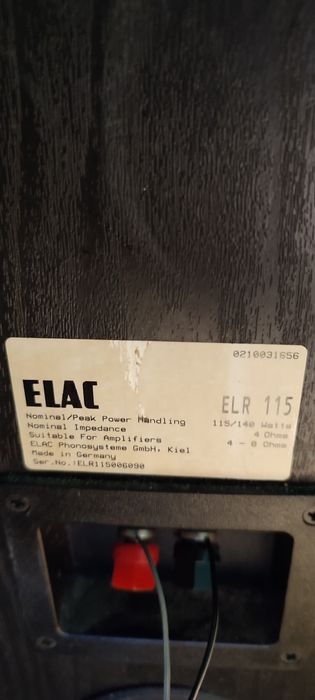 0210031656
ELAC
ELR 115
Nominal/Peak Power Handling 115/140 Watts
Nominal Impedance 4 Ohms
Suitable For Amplifiers 4 - 8 Ohms
ELAC Phonosysteme GmbH, Kiel
Made in Germany
Ser.No.:ELR115006090